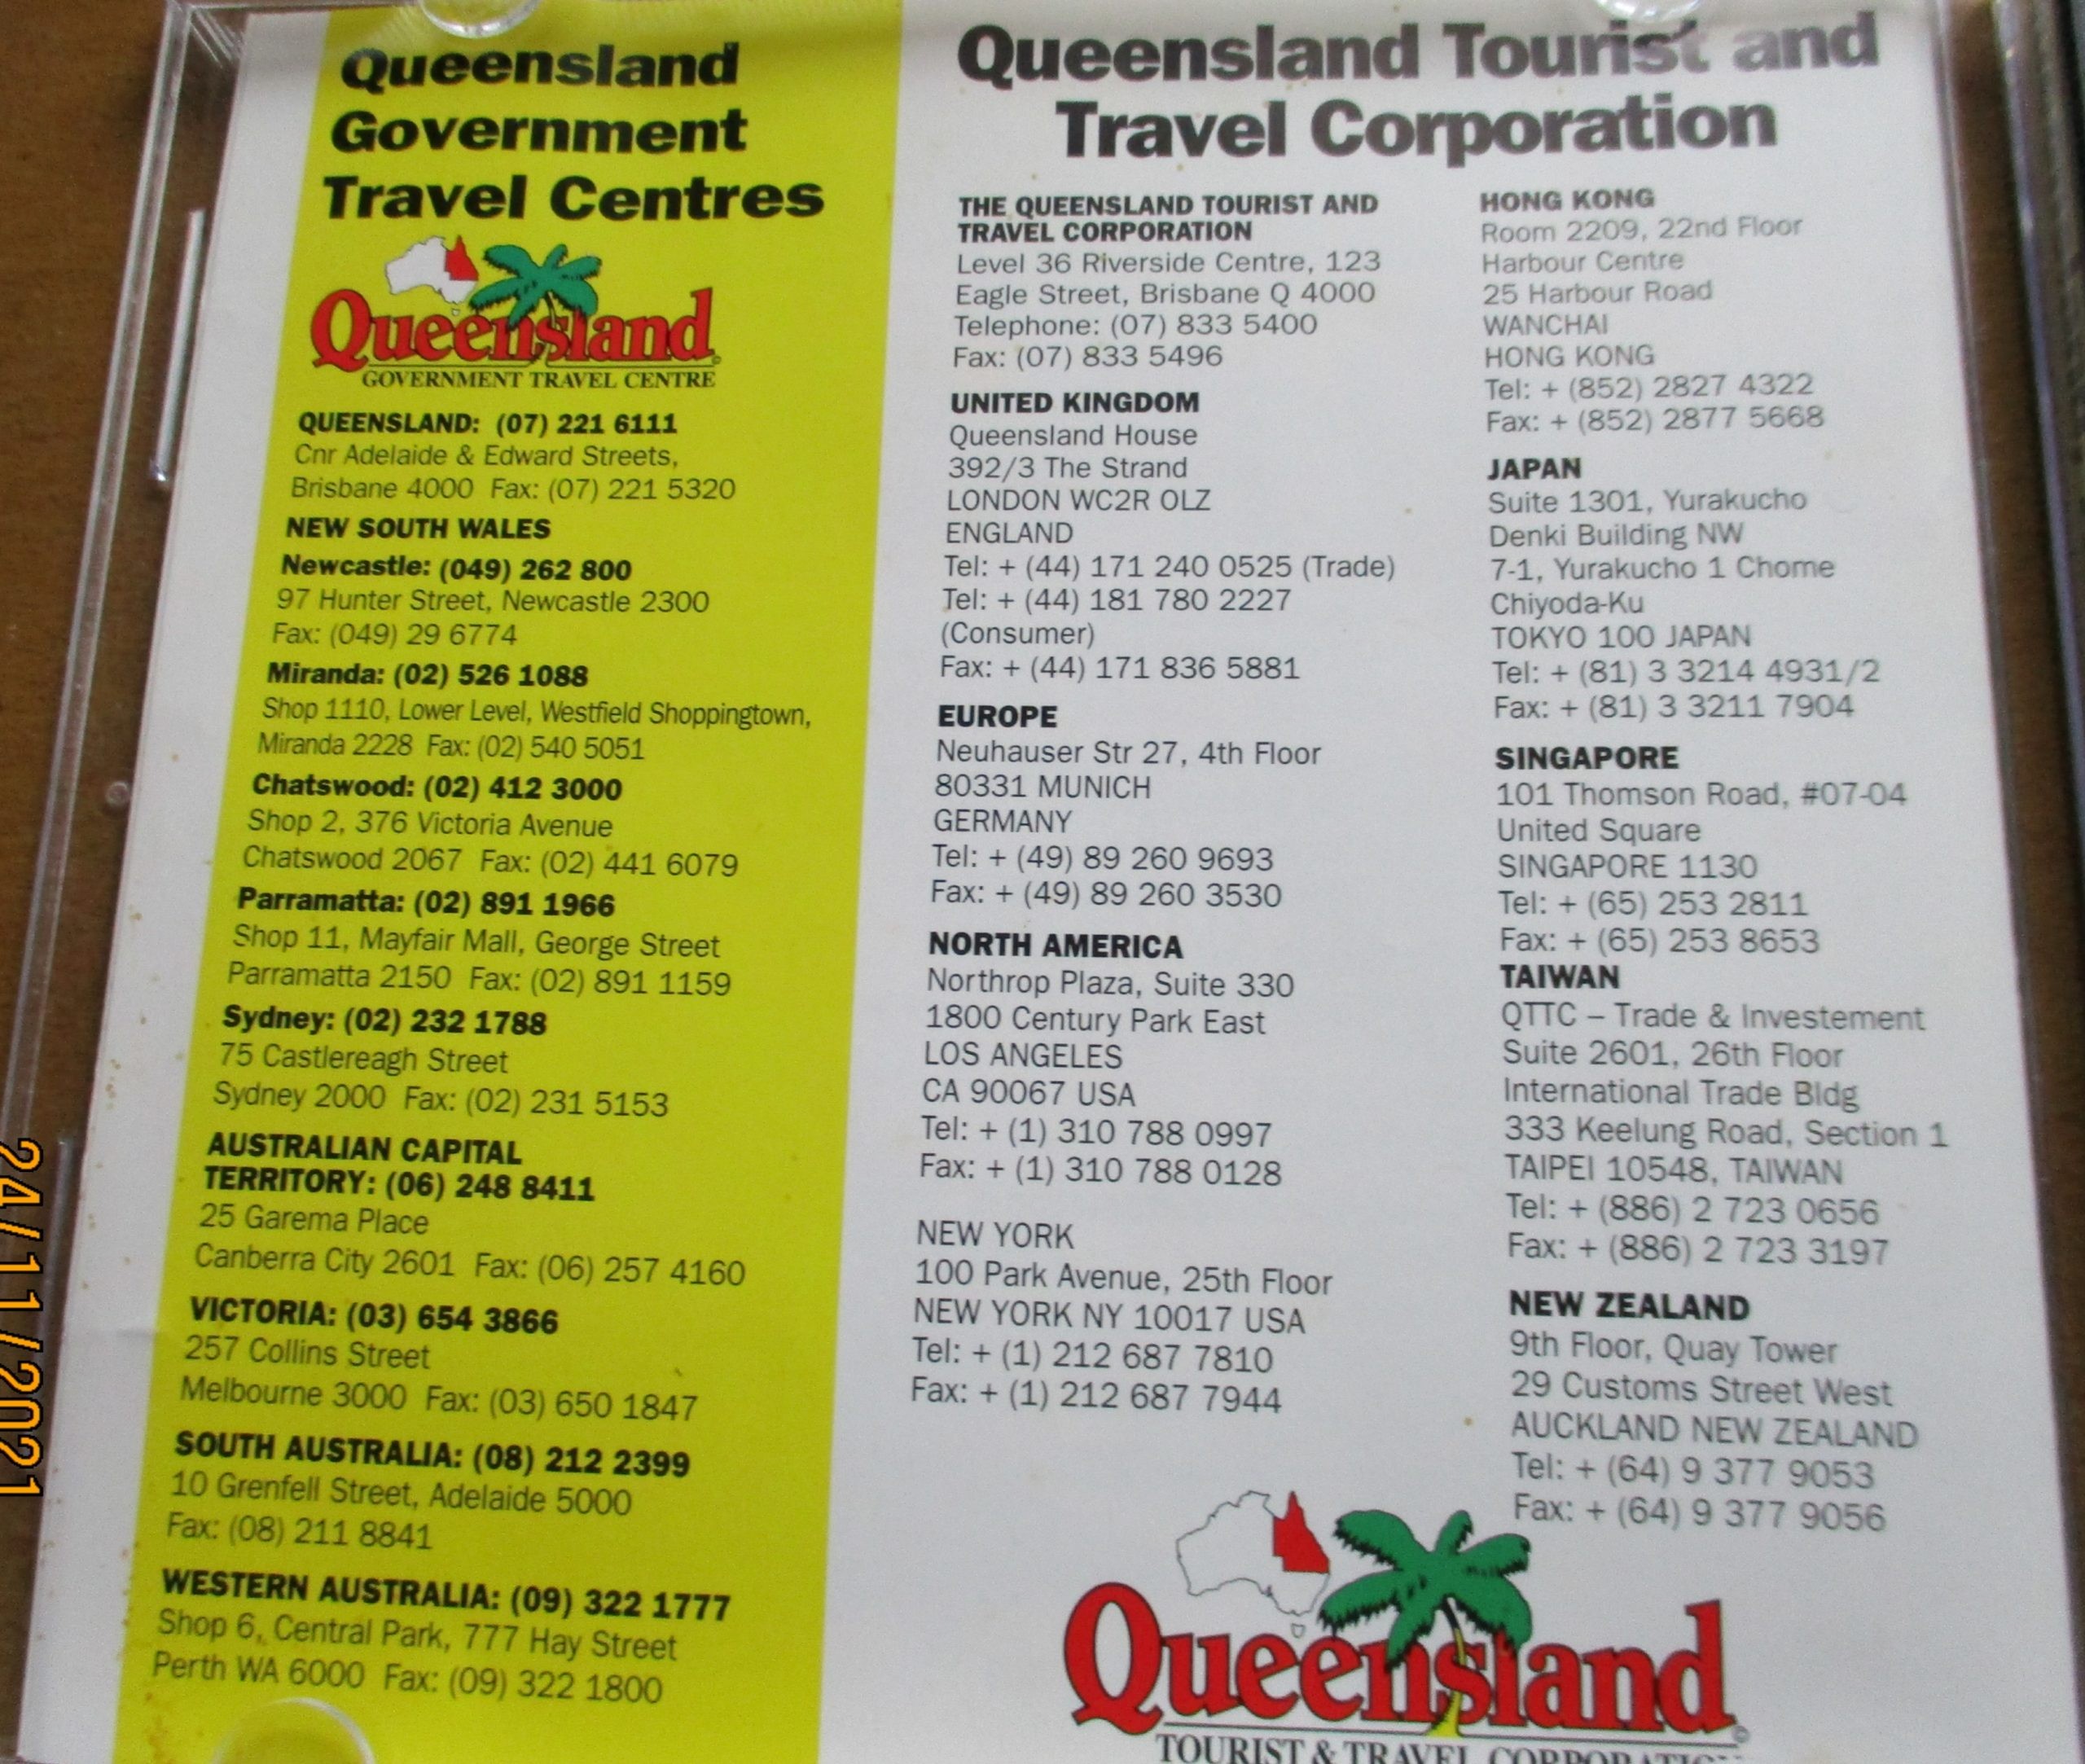 Queensland
Government
Travel Centres
Queensland
GOVERNMENT TRAVEL CENTRE
QUEENSLAND: (07) 221 6111
Cnr Adelaide & Edward Streets,
Brisbane 4000 Fax: (07) 221 5320
NEW SOUTH WALES
Newcastle: (049) 262 800
97 Hunter Street, Newcastle 2300
Fax: (049) 29 6774
Miranda: (02) 526 1088
Shop 1110, Lower Level, Westfield Shoppingtown,
Miranda 2228 Fax: (02) 540 5051
Chatswood: (02) 412 3000
Shop 2, 376 Victoria Avenue
Chatswood 2067 Fax: (02) 441 6079
Parramatta: (02) 891 1966
Shop 11, Mayfair Mall, George Street
Parramatta 2150 Fax: (02) 891 1159
Sydney: (02) 232 1788
75 Castlereagh Street
Sydney 2000 Fax: (02) 231 5153
AUSTRALIAN CAPITAL
TERRITORY: (06) 248 8411
25 Garema Place
Canberra City 2601 Fax: (06) 257 4160
VICTORIA: (03) 654 3866
257 Collins Street
Melbourne 3000 Fax: (03) 650 1847
SOUTH AUSTRALIA: (08) 212 2399
10 Grenfell Street, Adelaide 5000
Fax: (08) 211 8841
WESTERN AUSTRALIA: (09) 322 1777
Shop 6, Central Park, 777 Hay Street
Perth WA 6000 Fax: (09) 322 1800
Queensland Tourist and
Travel Corporation
THE QUEENSLAND TOURIST AND
TRAVEL CORPORATION
Level 36 Riverside Centre, 123
Eagle Street, Brisbane Q 4000
Telephone: (07) 833 5400
Fax: (07) 833 5496
UNITED KINGDOM
Queensland House
392/3 The Strand
LONDON WC2R OLZ
ENGLAND
Tel: + (44) 171 240 0525 (Trade)
Tel: + (44) 181 780 2227
(Consumer)
Fax: + (44) 171 836 5881
EUROPE
Neuhauser Str 27, 4th Floor
80331 MUNICH
GERMANY
Tel: + (49) 89 260 9693
Fax: + (49) 89 260 3530
NORTH AMERICA
Northrop Plaza, Suite 330
1800 Century Park East
LOS ANGELES
CA 90067 USA
Tel: + (1) 310 788 0997
Fax: + (1) 310 788 0128
NEW YORK
100 Park Avenue, 25th Floor
NEW YORK NY 10017 USA
Tel: + (1) 212 687 7810
Fax: + (1) 212 687 7944
HONG KONG
Room 2209, 22nd Floor
Harbour Centre
25 Harbour Road
WANCHAI
HONG KONG
Tel: + (852) 2827 4322
Fax: + (852) 2877 5668
JAPAN
Suite 1301, Yurakucho
Denki Building NW
7-1, Yurakucho 1 Chome
Chiyoda-Ku
TOKYO 100 JAPAN
Tel: + (81) 3 3214 4931/2
Fax: + (81) 3 3211 7904
SINGAPORE
101 Thomson Road, #07-04
United Square
SINGAPORE 1130
Tel: + (65) 253 2811
Fax: + (65) 253 8653
TAIWAN
QTTC – Trade & Investement
Suite 2601, 26th Floor
International Trade Bldg
333 Keelung Road, Section 1
TAIPEI 10548, TAIWAN
Tel: + (886) 2 723 0656
Fax: + (886) 2 723 3197
NEW ZEALAND
9th Floor, Quay Tower
29 Customs Street West
AUCKLAND NEW ZEALAND
Tel: + (64) 9 377 9053
Fax: + (64) 9 377 9056
Queensland ©
TOURIST & TRAVEL CORPORATION
24/11/2021